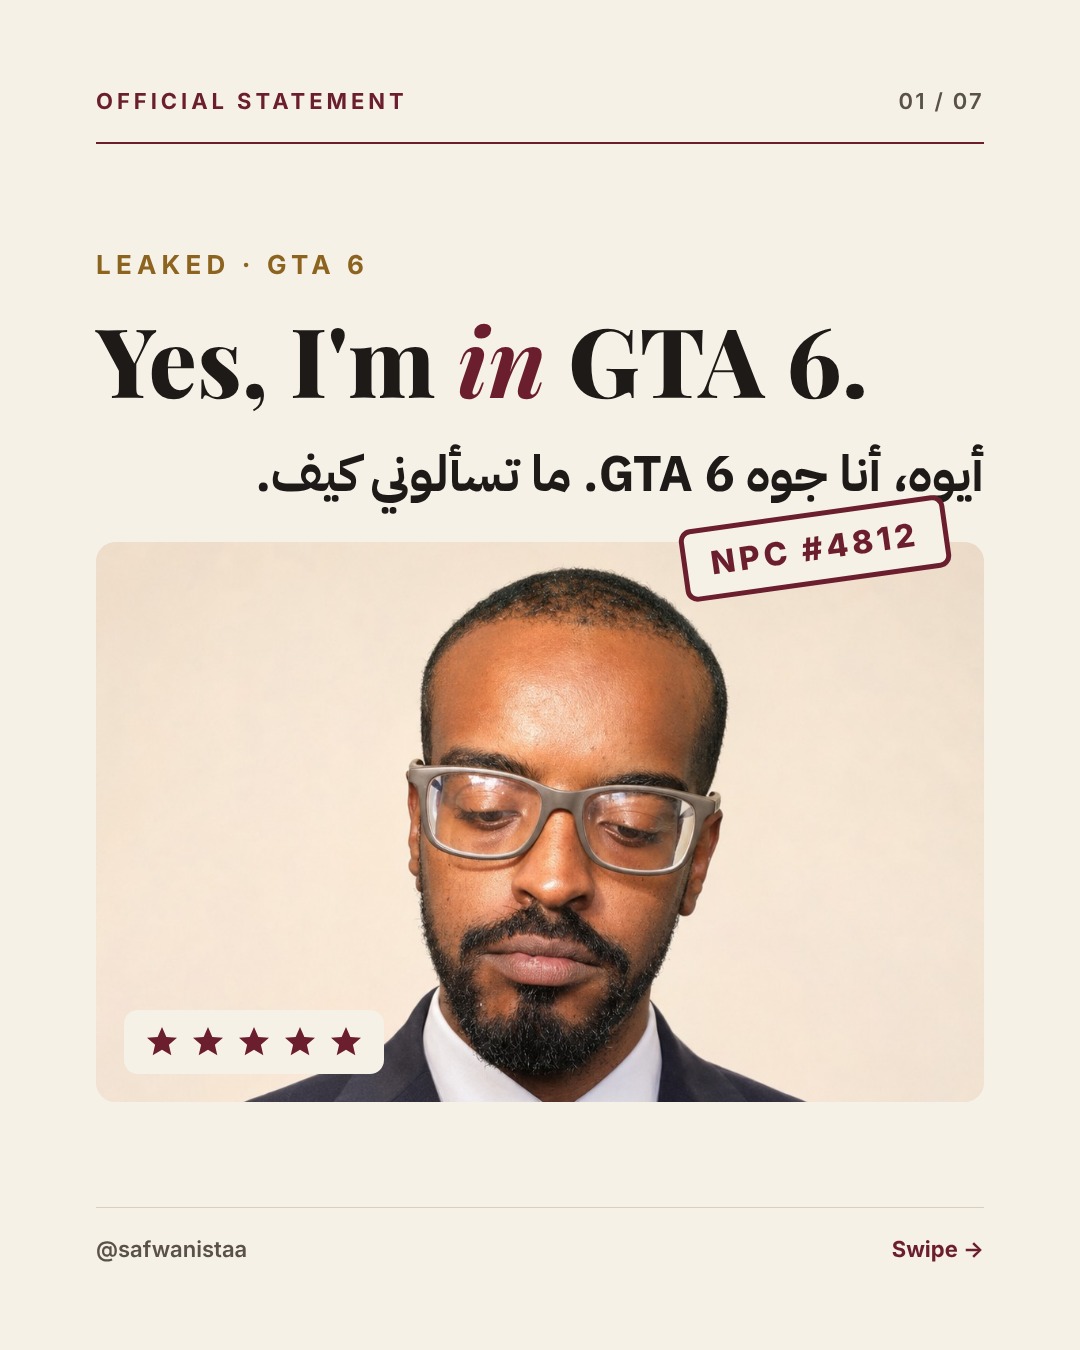 OFFICIAL STATEMENT
01 / 07
LEAKED · GTA 6
Yes, I'm in GTA 6.
أيوه، أنا جوه GTA 6. ما تسألوني كيف.
NPC #4812
★ ★ ★ ★ ★
@safwanistaa
Swipe →